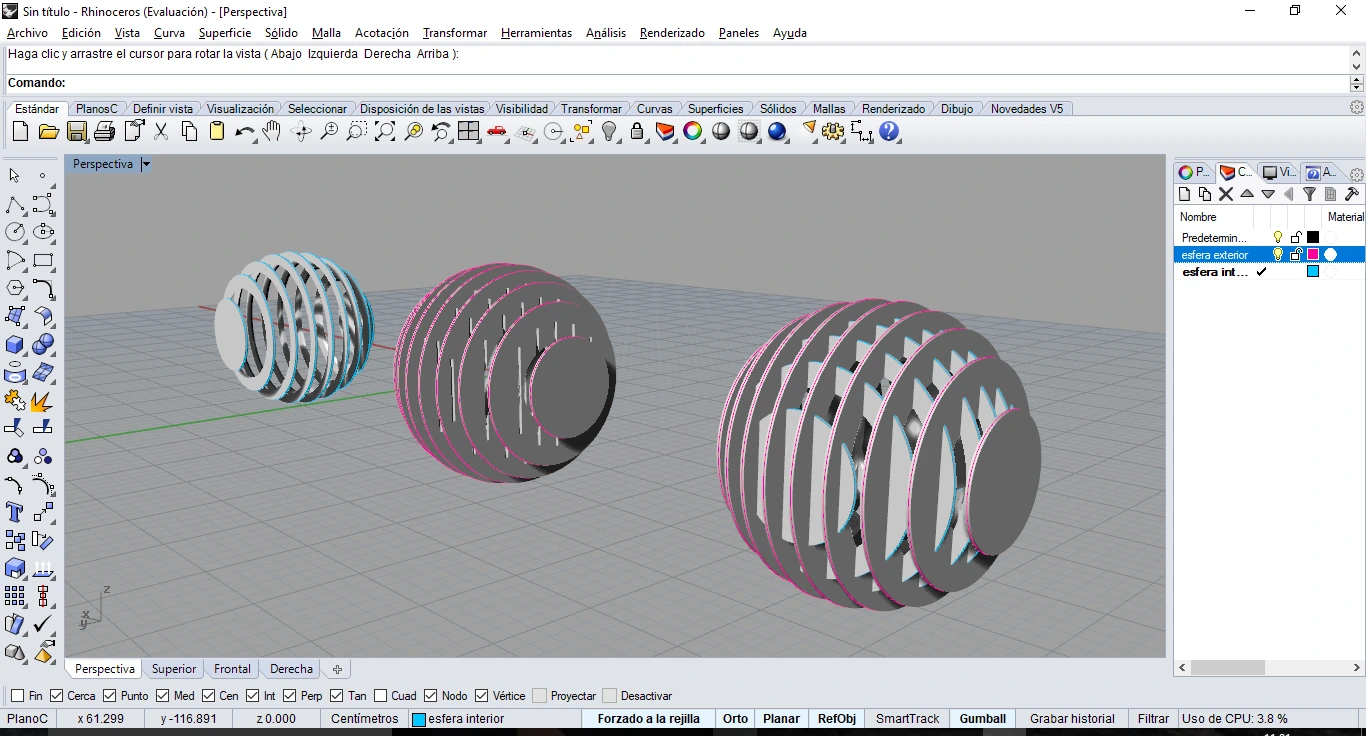 Sin título - Rhinoceros (Evaluación) - [Perspectiva]
Archivo Edición Vista Curva Superficie Sólido Malla Acotación Transformar Herramientas Análisis Renderizado Paneles Ayuda
Haga clic y arrastre el cursor para rotar la vista ( Abajo Izquierda Derecha Arriba ):
Comando:
Estándar PlanosC Definir vista Visualización Seleccionar Disposición de las vistas Visibilidad Transformar Curvas Superficies Sólidos Mallas Renderizado Dibujo Novedades V5
Perspectiva
P... C... Vi... A...
Nombre Material
Predetermin...
esfera exterior
esfera int...
z
x
y
Perspectiva Superior Frontal Derecha
Fin Cerca Punto Med Cen Int Perp Tan Cuad Nodo Vértice Proyectar Desactivar
PlanoC x 61.299 y -116.891 z 0.000 Centímetros esfera interior Forzado a la rejilla Orto Planar RefObj SmartTrack Gumball Grabar historial Filtrar Uso de CPU: 3.8 %